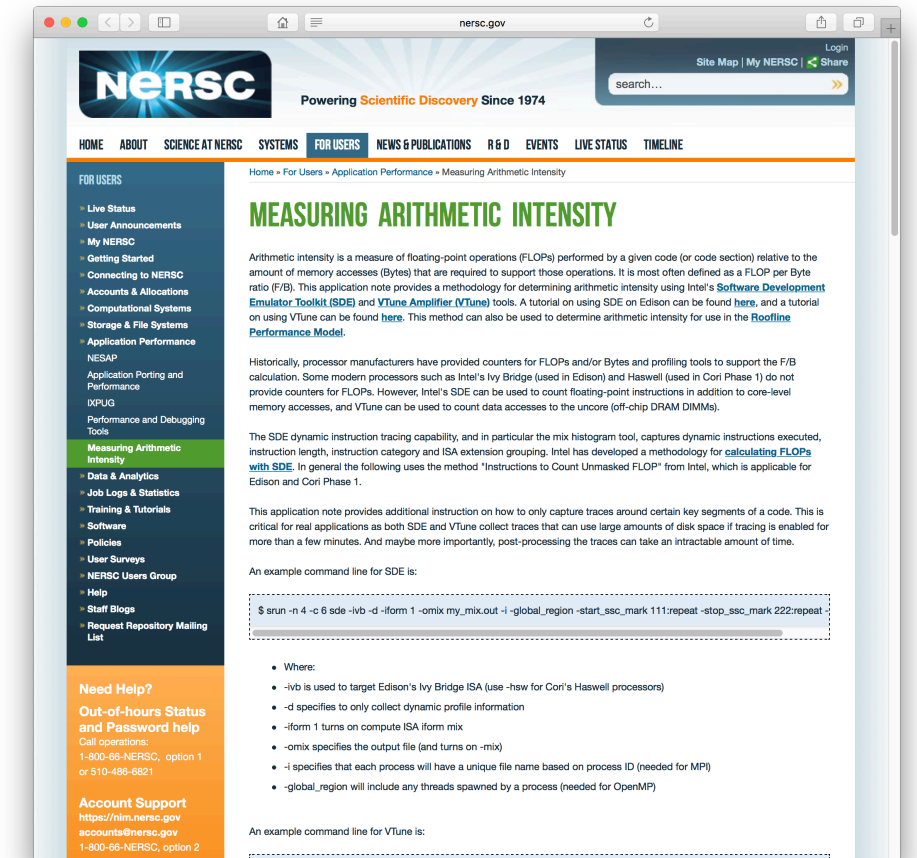 nersc.gov
Login
Site Map | My NERSC | Share
NERSC
Powering Scientific Discovery Since 1974
search...
HOME ABOUT SCIENCE AT NERSC SYSTEMS FOR USERS NEWS & PUBLICATIONS R & D EVENTS LIVE STATUS TIMELINE
FOR USERS
» Live Status
» User Announcements
» My NERSC
» Getting Started
» Connecting to NERSC
» Accounts & Allocations
» Computational Systems
» Storage & File Systems
» Application Performance
NESAP
Application Porting and
Performance
IXPUG
Performance and Debugging
Tools
Measuring Arithmetic
Intensity
» Data & Analytics
» Job Logs & Statistics
» Training & Tutorials
» Software
» Policies
» User Surveys
» NERSC Users Group
» Help
» Staff Blogs
» Request Repository Mailing
List
Need Help?
Out-of-hours Status
and Password help
Call operations:
1-800-66-NERSC, option 1
or 510-486-6821
Account Support
https://nim.nersc.gov
accounts@nersc.gov
1-800-66-NERSC, option 2
Home » For Users » Application Performance » Measuring Arithmetic Intensity
MEASURING ARITHMETIC INTENSITY
Arithmetic intensity is a measure of floating-point operations (FLOPs) performed by a given code (or code section) relative to the
amount of memory accesses (Bytes) that are required to support those operations. It is most often defined as a FLOP per Byte
ratio (F/B). This application note provides a methodology for determining arithmetic intensity using Intel's Software Development
Emulator Toolkit (SDE) and VTune Amplifier (VTune) tools. A tutorial on using SDE on Edison can be found here, and a tutorial
on using VTune can be found here. This method can also be used to determine arithmetic intensity for use in the Roofline
Performance Model.
Historically, processor manufacturers have provided counters for FLOPs and/or Bytes and profiling tools to support the F/B
calculation. Some modern processors such as Intel's Ivy Bridge (used in Edison) and Haswell (used in Cori Phase 1) do not
provide counters for FLOPs. However, Intel's SDE can be used to count floating-point instructions in addition to core-level
memory accesses, and VTune can be used to count data accesses to the uncore (off-chip DRAM DIMMs).
The SDE dynamic instruction tracing capability, and in particular the mix histogram tool, captures dynamic instructions executed,
instruction length, instruction category and ISA extension grouping. Intel has developed a methodology for calculating FLOPs
with SDE. In general the following uses the method "Instructions to Count Unmasked FLOP" from Intel, which is applicable for
Edison and Cori Phase 1.
This application note provides additional instruction on how to only capture traces around certain key segments of a code. This is
critical for real applications as both SDE and VTune collect traces that can use large amounts of disk space if tracing is enabled for
more than a few minutes. And maybe more importantly, post-processing the traces can take an intractable amount of time.
An example command line for SDE is:
$ srun -n 4 -c 6 sde -ivb -d -iform 1 -omix my_mix.out -i -global_region -start_ssc_mark 111:repeat -stop_ssc_mark 222:repeat -
• Where:
• -ivb is used to target Edison's Ivy Bridge ISA (use -hsw for Cori's Haswell processors)
• -d specifies to only collect dynamic profile information
• -iform 1 turns on compute ISA iform mix
• -omix specifies the output file (and turns on -mix)
• -i specifies that each process will have a unique file name based on process ID (needed for MPI)
• -global_region will include any threads spawned by a process (needed for OpenMP)
An example command line for VTune is: